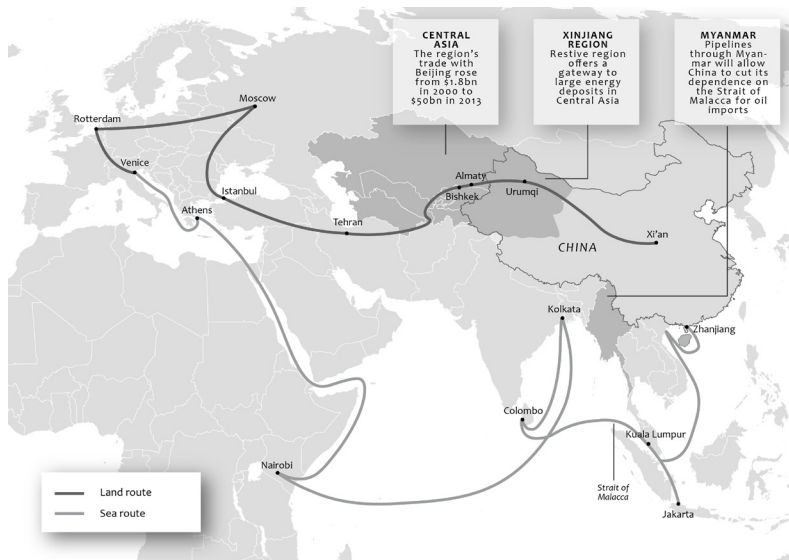 CENTRAL
ASIA
The region's
trade with
Beijing rose
from $1.8bn
in 2000 to
$50bn in 2013
XINJIANG
REGION
Restive region
offers a
gateway to
large energy
deposits in
Central Asia
MYANMAR
Pipelines
through Myan-
mar will allow
China to cut its
dependence on
the Strait of
Malacca for oil
imports
Moscow
Rotterdam
Venice
Istanbul
Athens
Tehran
Almaty
Bishkek
Urumqi
Xi'an
CHINA
Kolkata
Zhanjiang
Colombo
Kuala Lumpur
Nairobi
Strait of
Malacca
Jakarta
Land route
Sea route